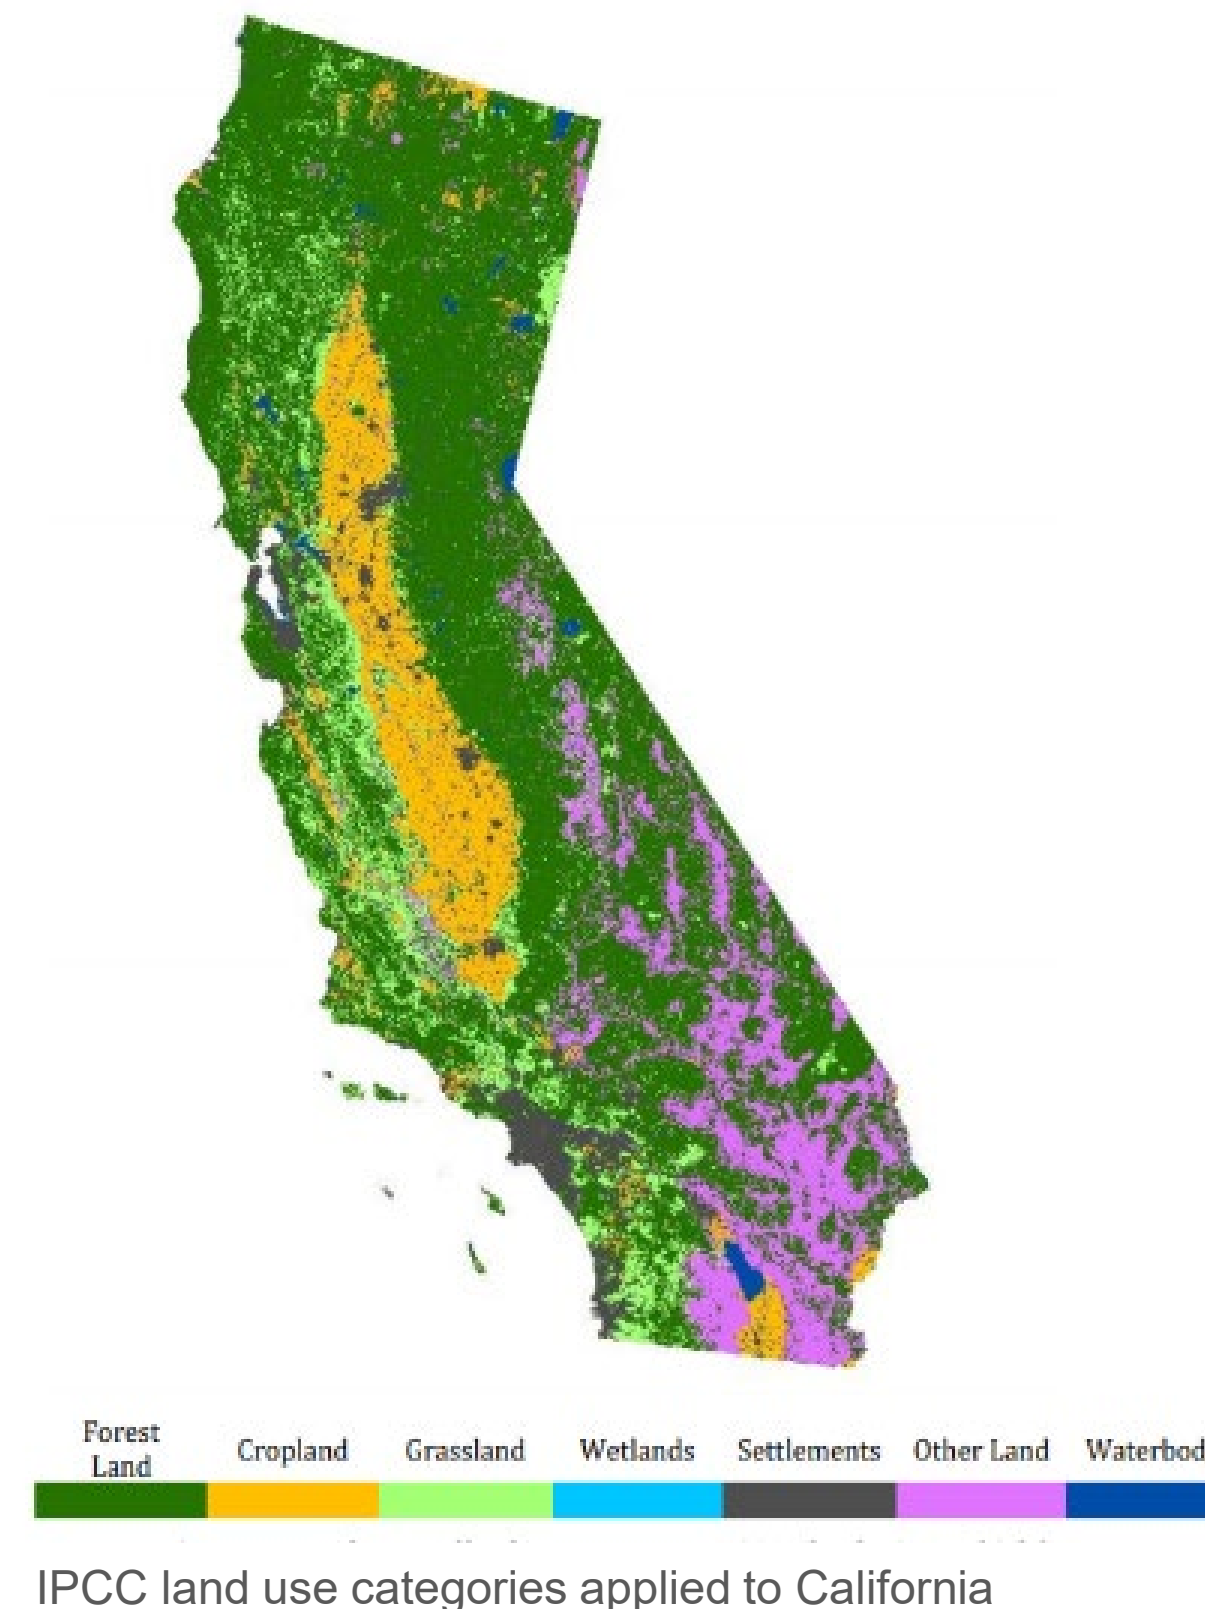 Forest
Land
Cropland
Grassland
Wetlands
Settlements
Other Land
Waterbod
IPCC land use categories applied to California